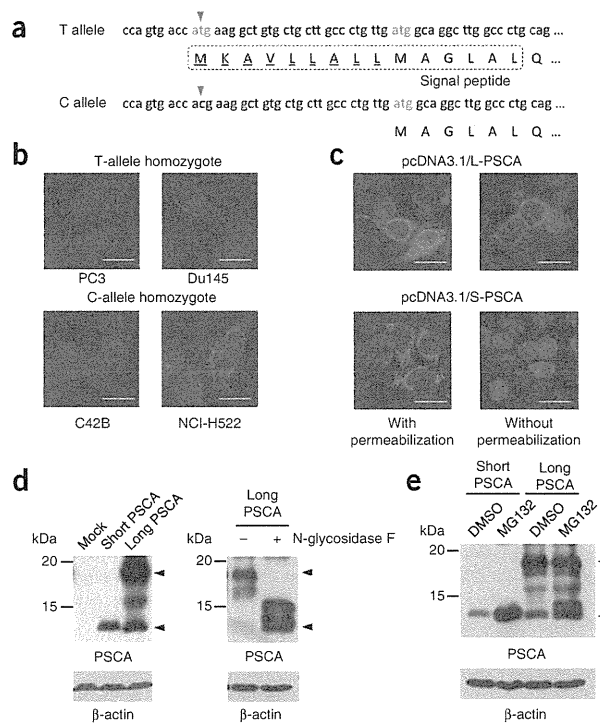 a
T allele
cca gtg acc atg aag gct gtg ctg ctt gcc ctg ttg atg gca ggc ttg gcc ctg cag ...
M K A V L L A L L M A G L A L Q ...
Signal peptide
C allele
cca gtg acc acg aag gct gtg ctg ctt gcc ctg ttg atg gca ggc ttg gcc ctg cag ...
M A G L A L Q ...
b
T-allele homozygote
PC3 Du145
C-allele homozygote
C42B NCI-H522
c
pcDNA3.1/L-PSCA
pcDNA3.1/S-PSCA
With permeabilization
Without permeabilization
d
Mock Short PSCA Long PSCA
kDa
20
15
PSCA
β-actin
Long PSCA
– + N-glycosidase F
kDa
15
PSCA
β-actin
e
Short PSCA Long PSCA
DMSO MG132 DMSO MG132
kDa
20
15
PSCA
β-actin